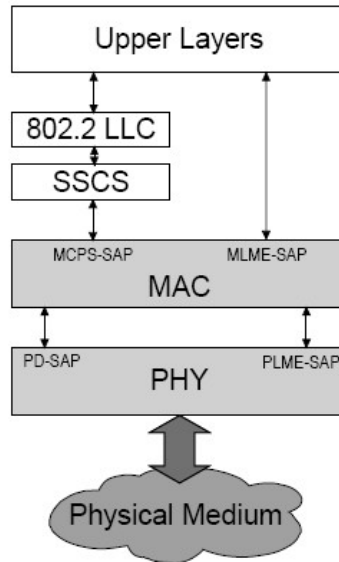 Upper Layers
802.2 LLC
SSCS
MCPS-SAP MLME-SAP
MAC
PD-SAP PLME-SAP
PHY
Physical Medium